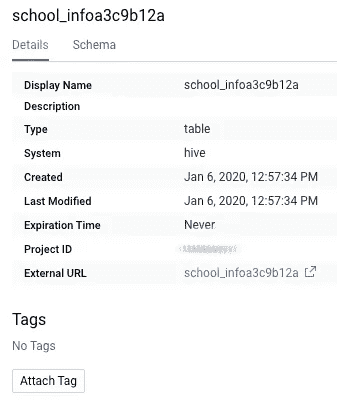 school_infoa3c9b12a
Details Schema
Display Name school_infoa3c9b12a
Description
Type table
System hive
Created Jan 6, 2020, 12:57:34 PM
Last Modified Jan 6, 2020, 12:57:34 PM
Expiration Time Never
Project ID
External URL school_infoa3c9b12a
Tags
No Tags
Attach Tag